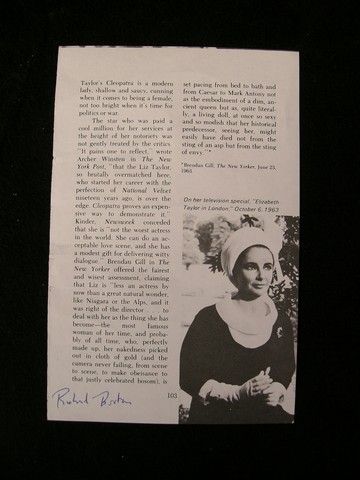 Taylor's Cleopatra is a modern
lady, shallow and saucy, cunning
when it comes to being a female,
not too bright when it's time for
politics or war.
The star who was paid a
cool million for her services at
the height of her notoriety was
not gently treated by the critics.
"It pains one to reflect," wrote
Archer Winsten in The New
York Post, "that the Liz Taylor,
so brutally overmatched here,
who started her career with the
perfection of National Velvet
nineteen years ago, is over the
edge. Cleopatra proves an expen-
sive way to demonstrate it."
Kinder, Newsweek conceded
that she is "not the worst actress
in the world. She can do an ac-
ceptable love scene, and she has
a modest gift for delivering witty
dialogue." Brendan Gill in The
New Yorker offered the fairest
and wisest assessment, claiming
that Liz is "less an actress by
now than a great natural wonder,
like Niagara or the Alps, and it
was right of the director . . . to
deal with her as the thing she has
become—the most famous
woman of her time, and proba-
bly of all time, who, perfectly
made up, her nakedness picked
out in cloth of gold (and the
camera never failing, from scene
to scene, to make obeisance to
that justly celebrated bosom), is
set pacing from bed to bath and
from Caesar to Mark Antony not
as the embodiment of a dim, an-
cient queen but as, quite literal-
ly, a living doll, at once so sexy
and so modish that her historical
predecessor, seeing her, might
easily have died not from the
sting of an asp but from the sting
of envy."*
*Brendan Gill, The New Yorker, June 23,
1963.
On her television special, "Elizabeth
Taylor in London," October 6, 1963
103
Richard Burton